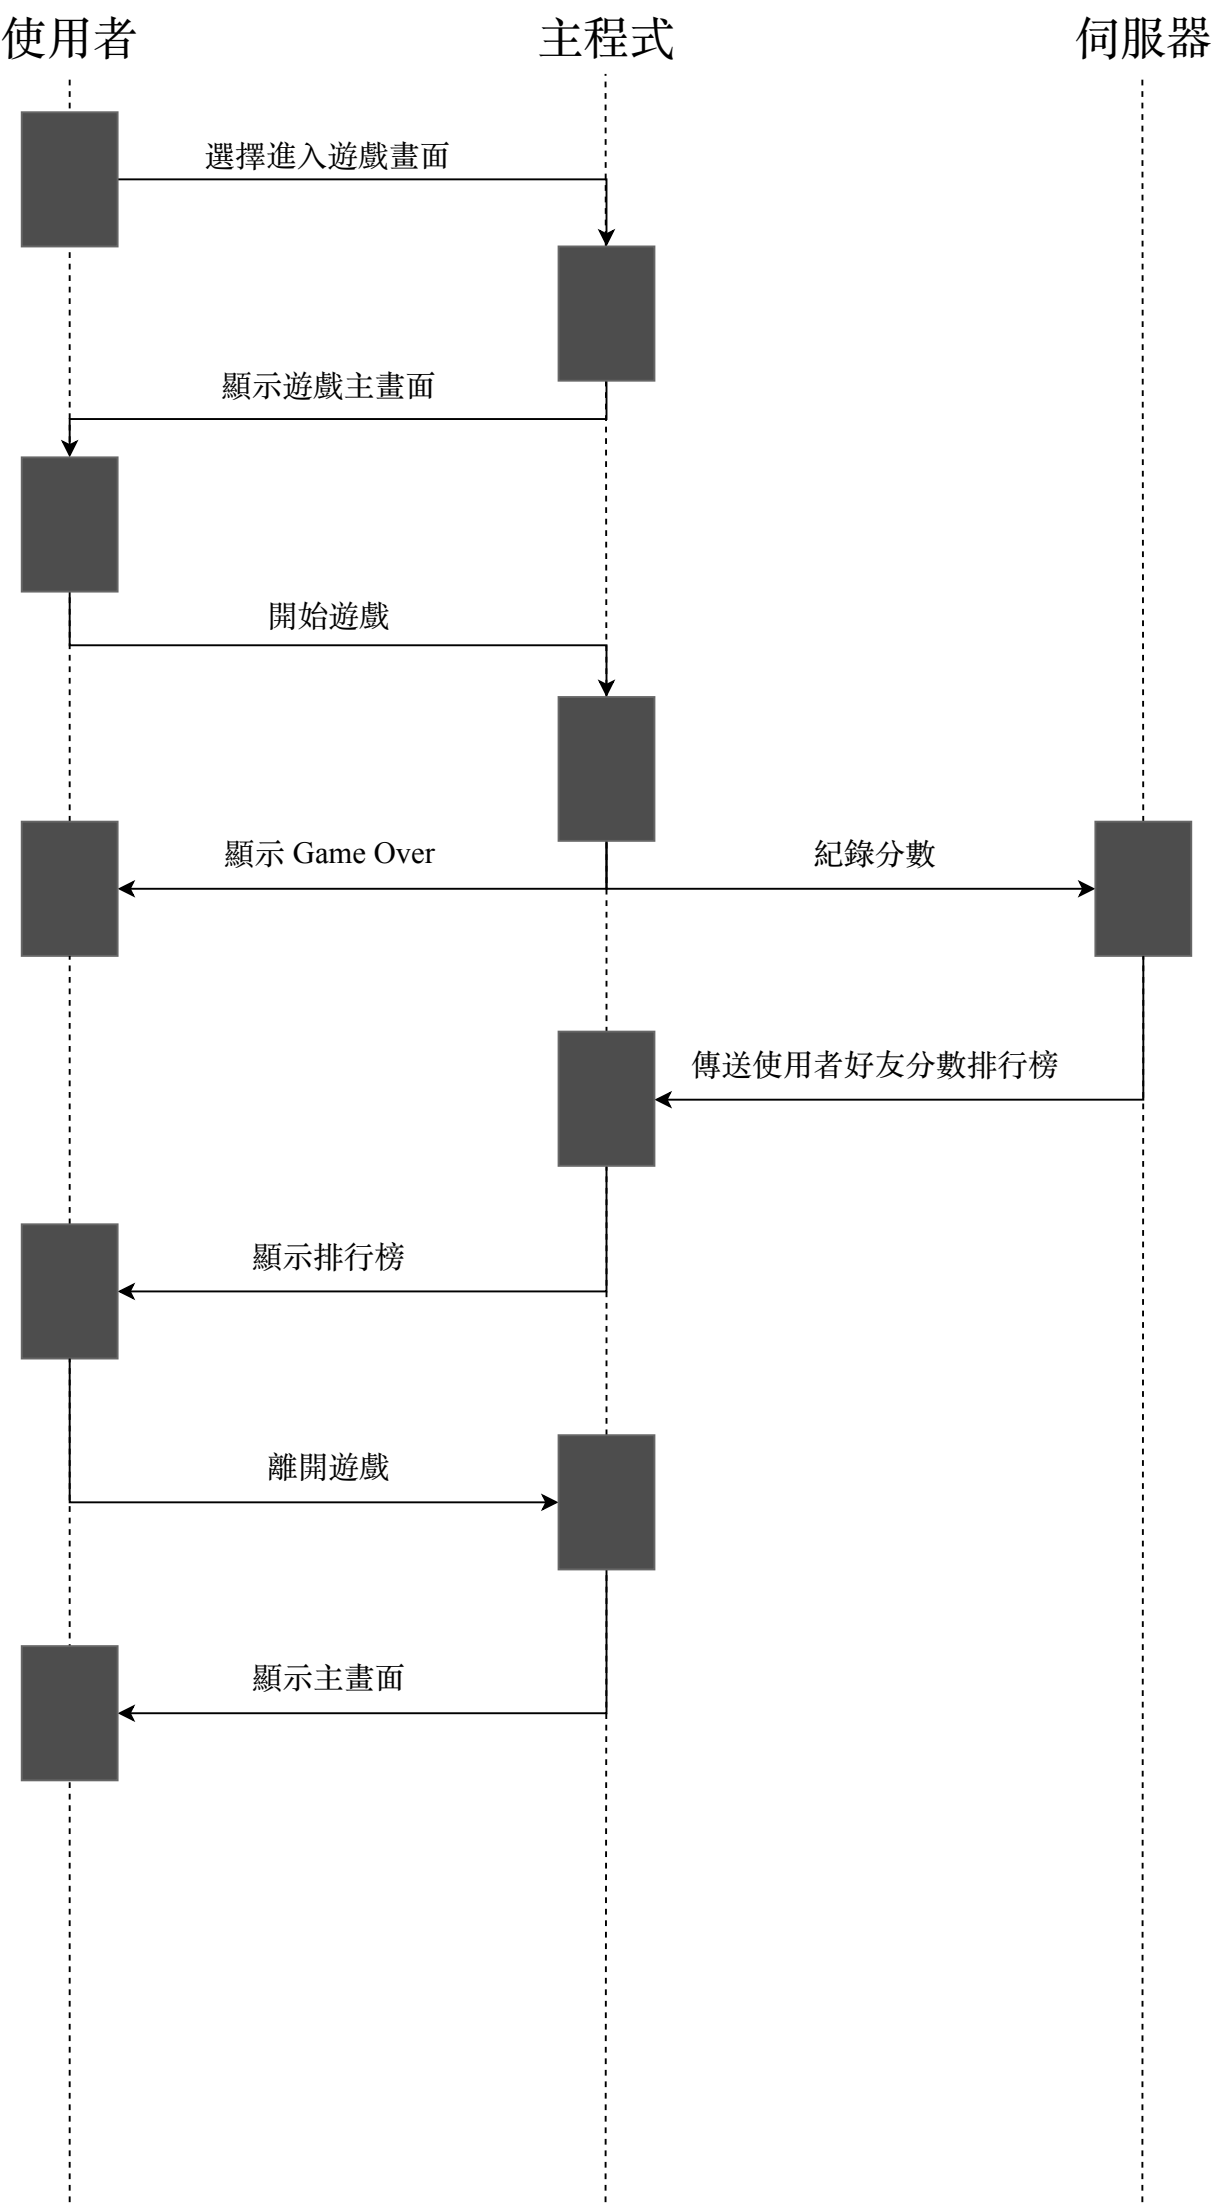 使用者
主程式
伺服器
選擇進入遊戲畫面
顯示遊戲主畫面
開始遊戲
顯示 Game Over
紀錄分數
傳送使用者好友分數排行榜
顯示排行榜
離開遊戲
顯示主畫面